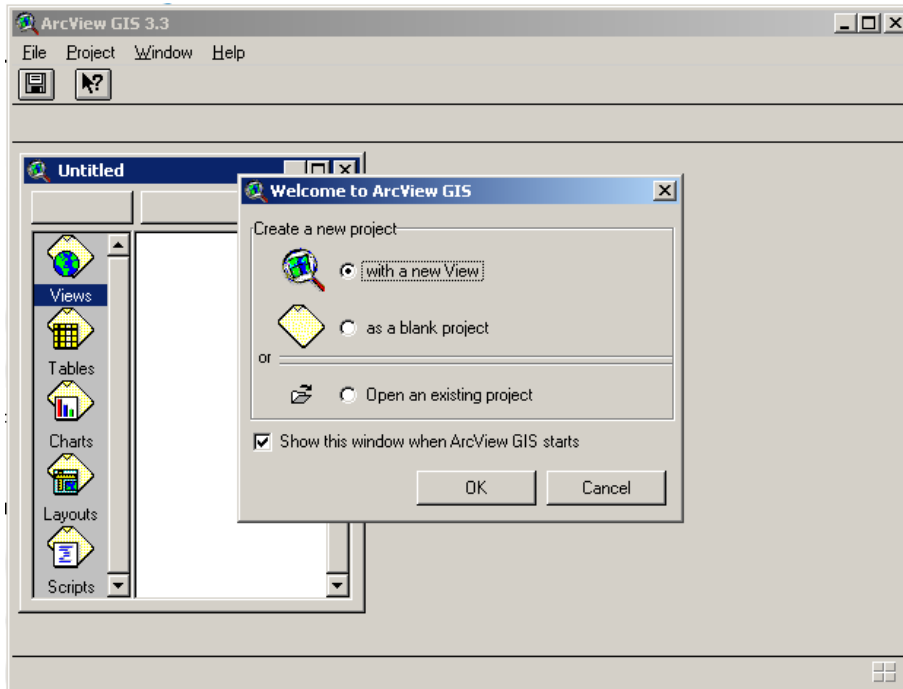 ArcView GIS 3.3
File Project Window Help
Untitled
Welcome to ArcView GIS
Create a new project
with a new View
as a blank project
or
Open an existing project
Show this window when ArcView GIS starts
OK Cancel
Views
Tables
Charts
Layouts
Scripts